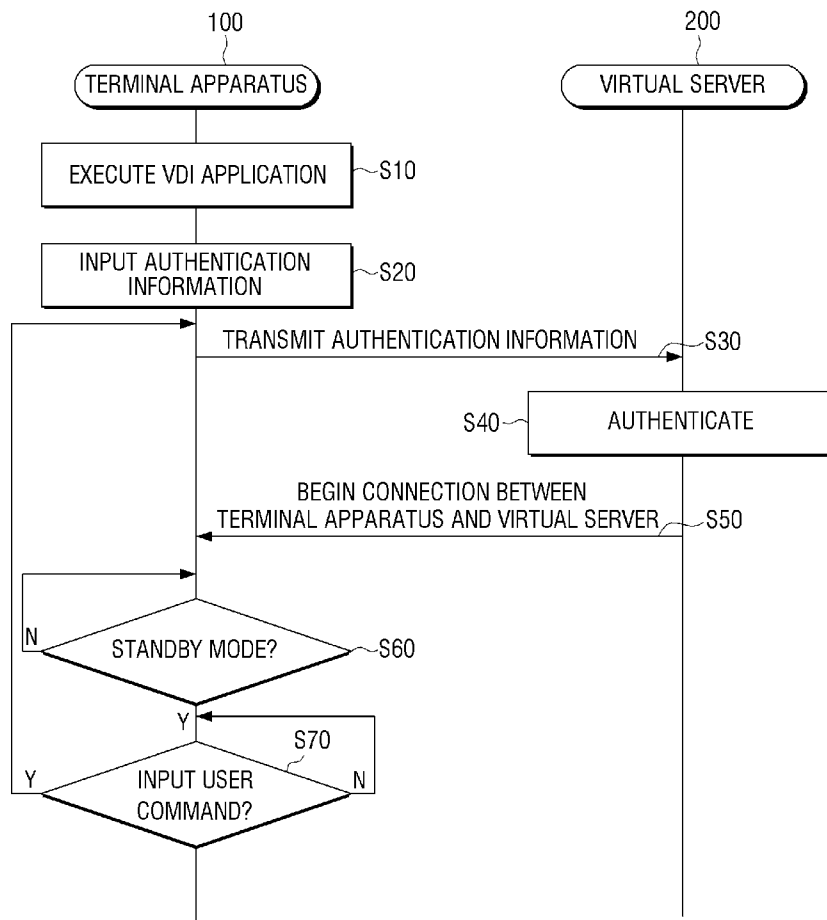 100
200
TERMINAL APPARATUS
VIRTUAL SERVER
EXECUTE VDI APPLICATION
S10
INPUT AUTHENTICATION
INFORMATION
S20
TRANSMIT AUTHENTICATION INFORMATION
S30
S40
AUTHENTICATE
BEGIN CONNECTION BETWEEN
TERMINAL APPARATUS AND VIRTUAL SERVER
S50
N
STANDBY MODE?
S60
Y
S70
Y
INPUT USER
COMMAND?
N